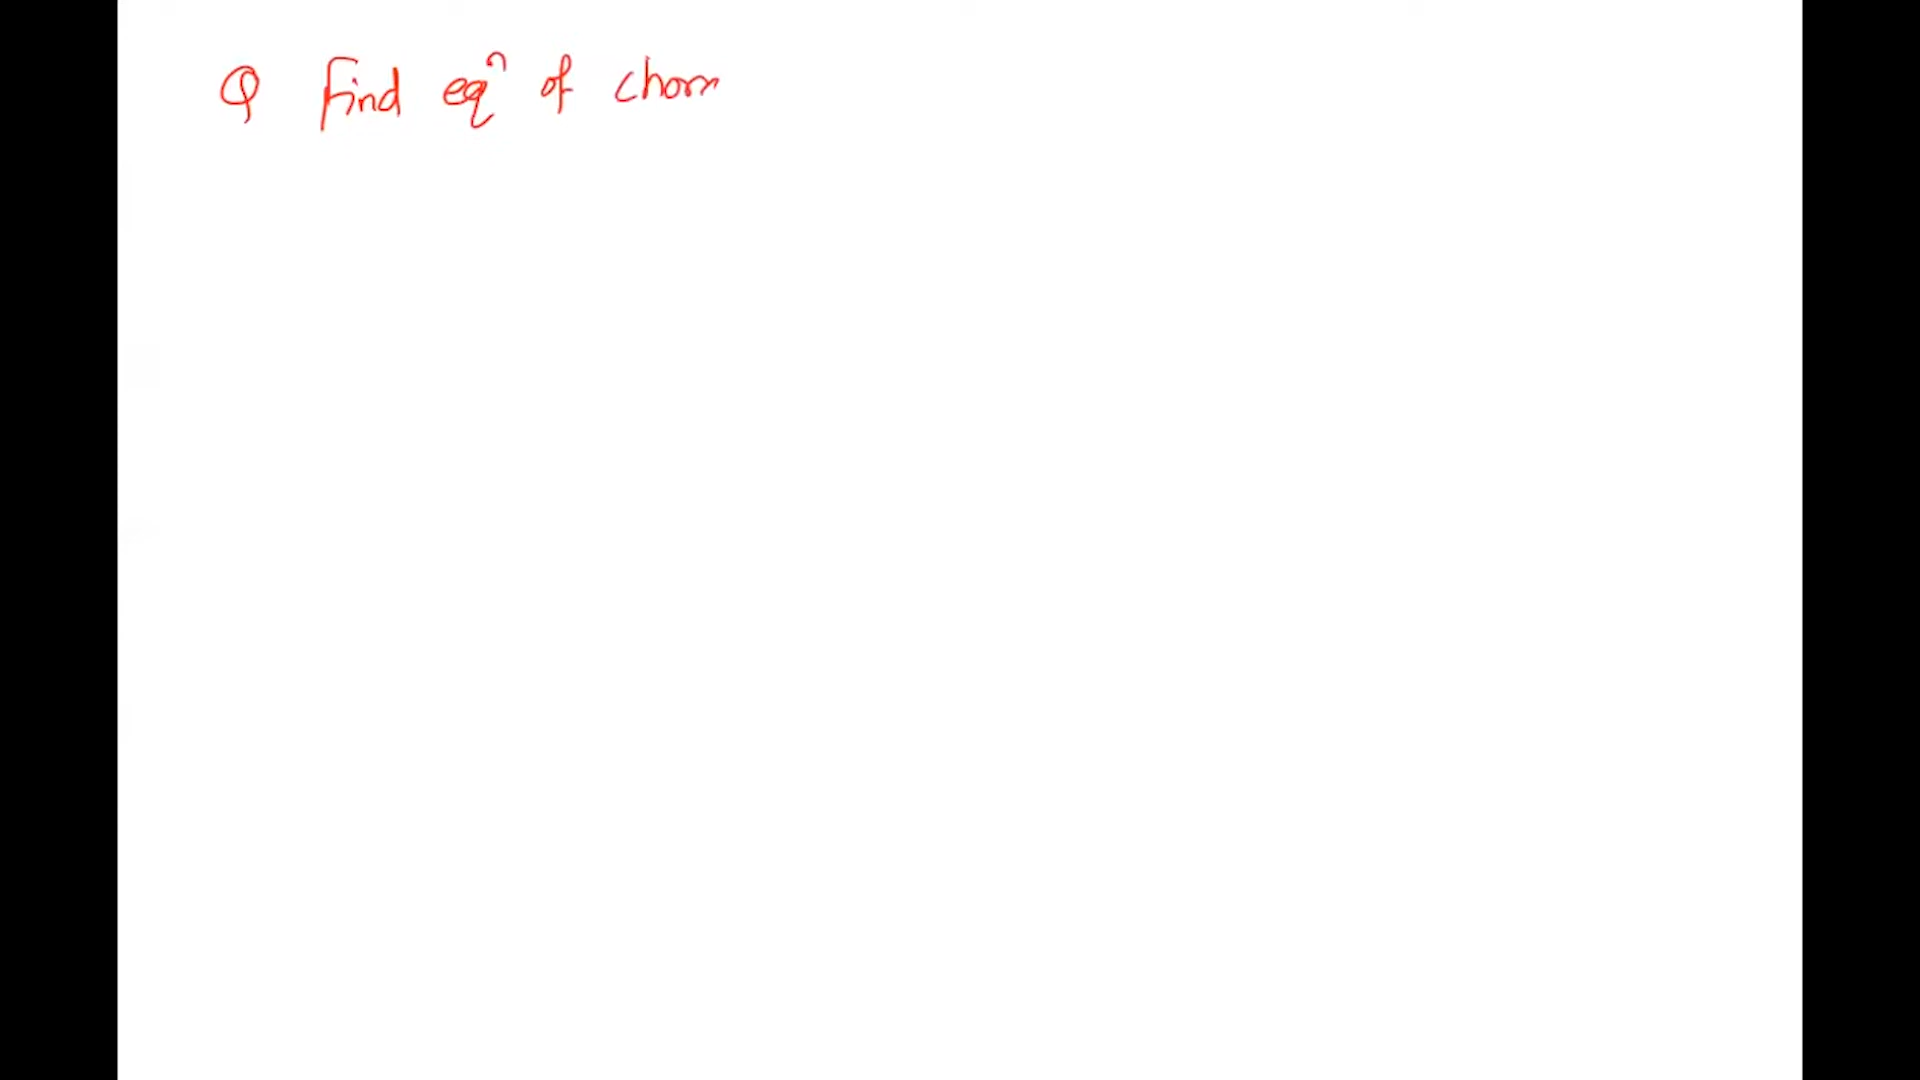 Q Find eqⁿ of chor